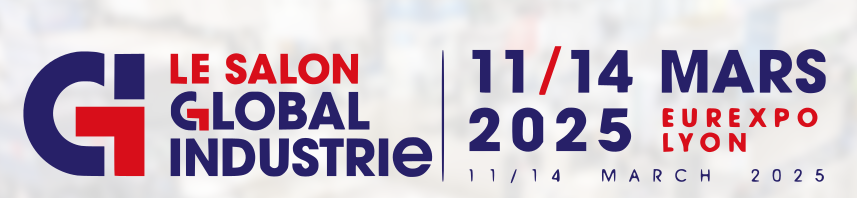 LE SALON
GLOBAL
INDUSTRIe
11/14 MARS
2025 EUREXPO
LYON
11/14 MARCH 2025